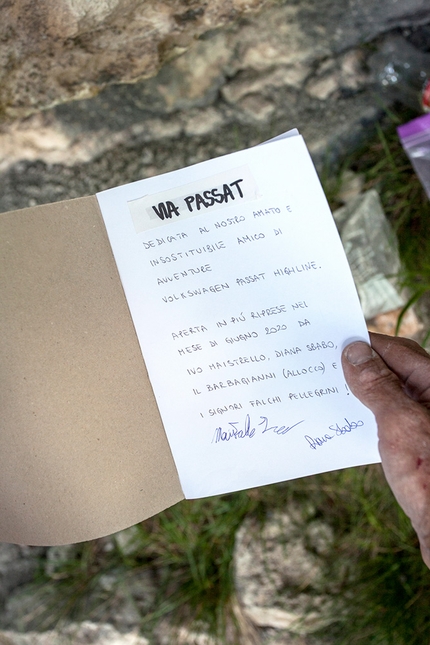 VIA PASSAT
DEDICATA AL NOSTRO AMATO E
INSOSTITUIBILE AMICO DI
AVVENTURE
VOLKSWAGEN PASSAT HIGHLINE.
APERTA IN PIÚ RIPRESE NEL
MESE DI GIUGNO 2020 DA
IVO MAISTRELLO, DIANA SBABO,
IL BARBAGIANNI (ALLOCCO) E
I SIGNORI FALCHI PELLEGRINI!
Diana Sbabo